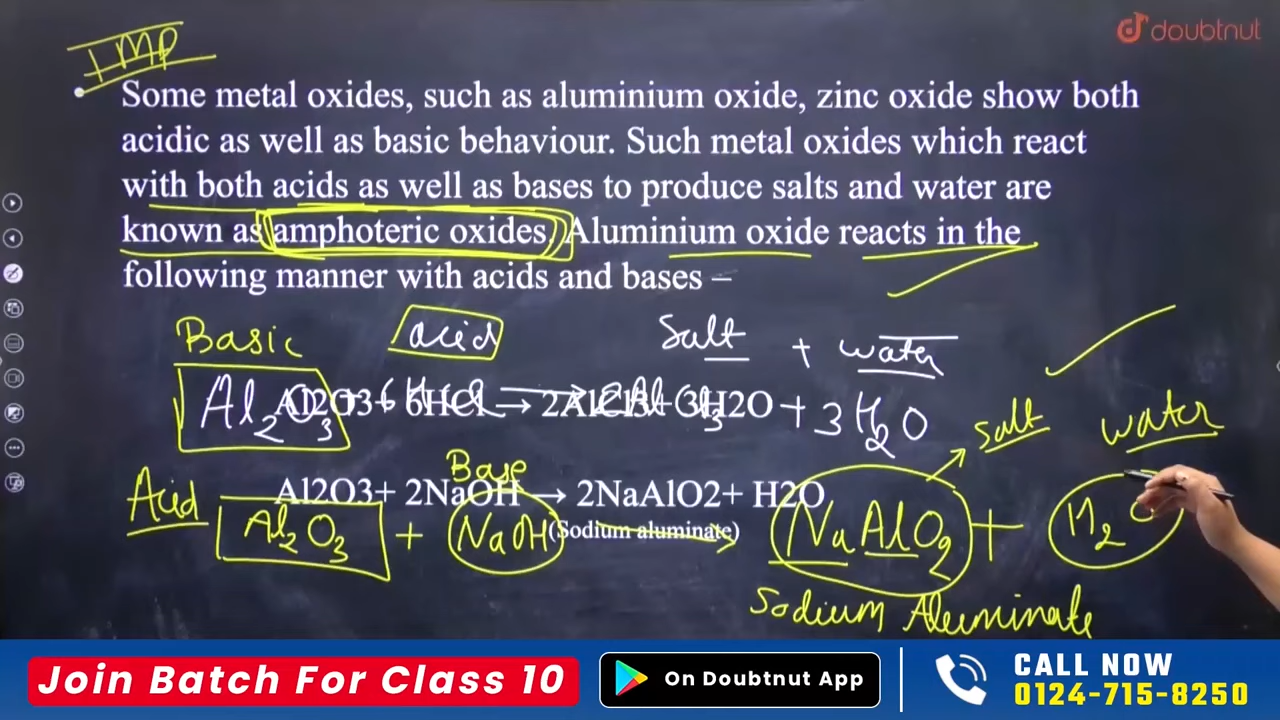 IMP
doubtnut
Some metal oxides, such as aluminium oxide, zinc oxide show both
acidic as well as basic behaviour. Such metal oxides which react
with both acids as well as bases to produce salts and water are
known as amphoteric oxides. Aluminium oxide reacts in the
following manner with acids and bases –
Basic acid Salt + water
Al2O3+ 6HCl → 2AlCl3+ 3H2O
Al₂O₃ + 6HCl → 2AlCl₃ + 3H₂O
salt water
Base
Al2O3+ 2NaOH → 2NaAlO2+ H2O
(Sodium aluminate)
Acid Al₂O₃ + NaOH → NaAlO₂ + H₂O
Sodium Aluminate
Join Batch For Class 10
On Doubtnut App
CALL NOW
0124-715-8250